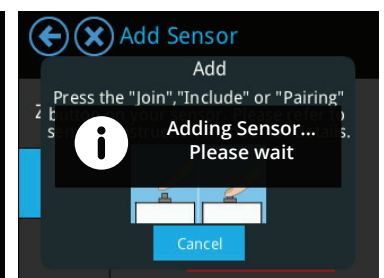 Add Sensor
Add
Press the "Join","Include" or "Pairing"
Adding Sensor...
Please wait
Cancel